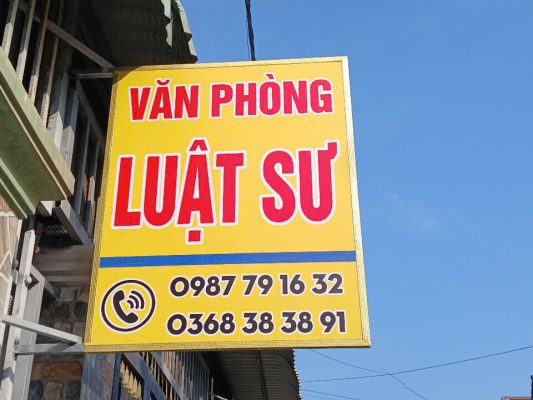 VĂN PHÒNG
LUẬT SƯ
0987 79 16 32
0368 38 38 91